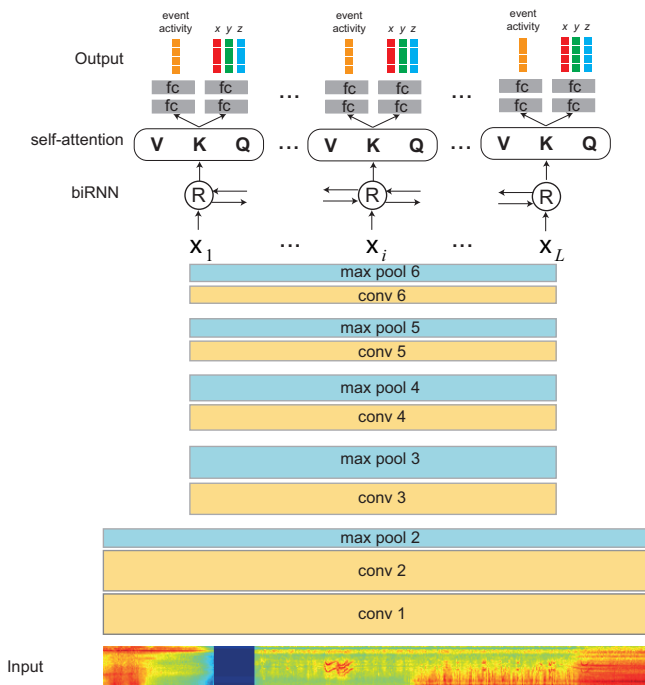 event activity event activity event activity
Output x y z x y z x y z
fc fc fc fc fc fc
... ...
fc fc fc fc fc fc
self-attention V K Q ... V K Q ... V K Q
biRNN R R R
x1 ... xi ... xL
max pool 6
conv 6
max pool 5
conv 5
max pool 4
conv 4
max pool 3
conv 3
max pool 2
conv 2
conv 1
Input